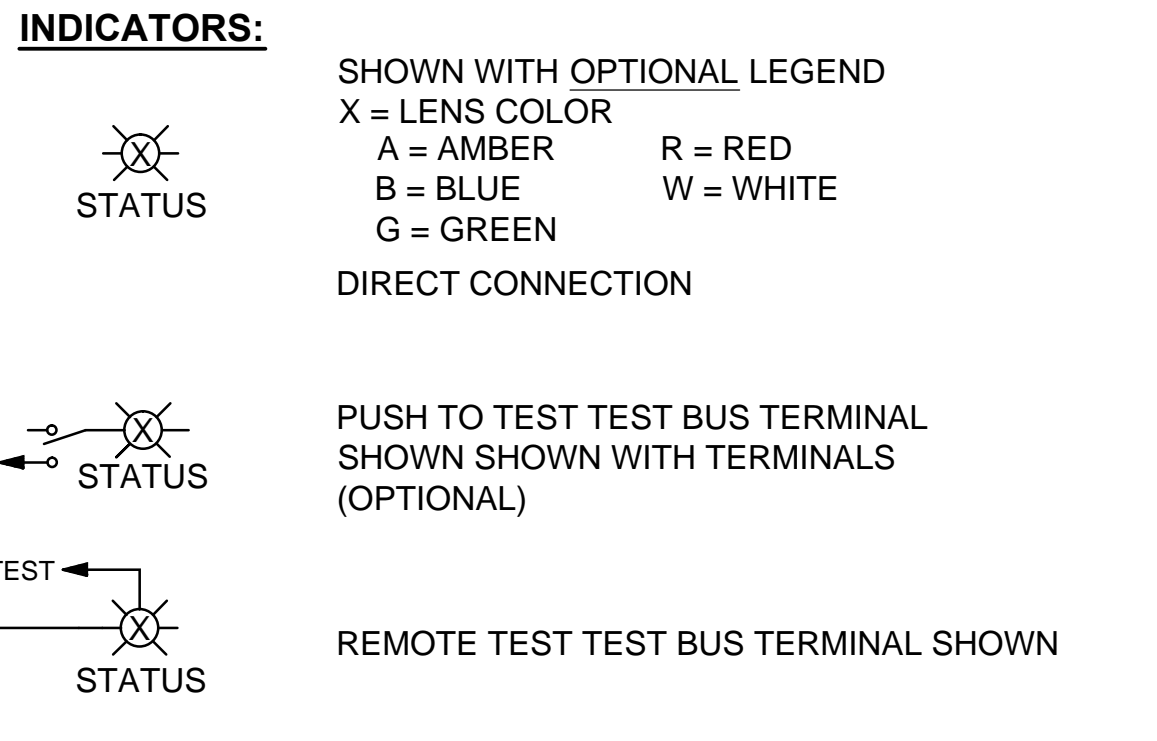 INDICATORS:
SHOWN WITH OPTIONAL LEGEND
X = LENS COLOR
A = AMBER R = RED
B = BLUE W = WHITE
G = GREEN
X
STATUS
DIRECT CONNECTION
PUSH TO TEST TEST BUS TERMINAL
SHOWN SHOWN WITH TERMINALS
(OPTIONAL)
X
STATUS
TEST
X
STATUS
REMOTE TEST TEST BUS TERMINAL SHOWN